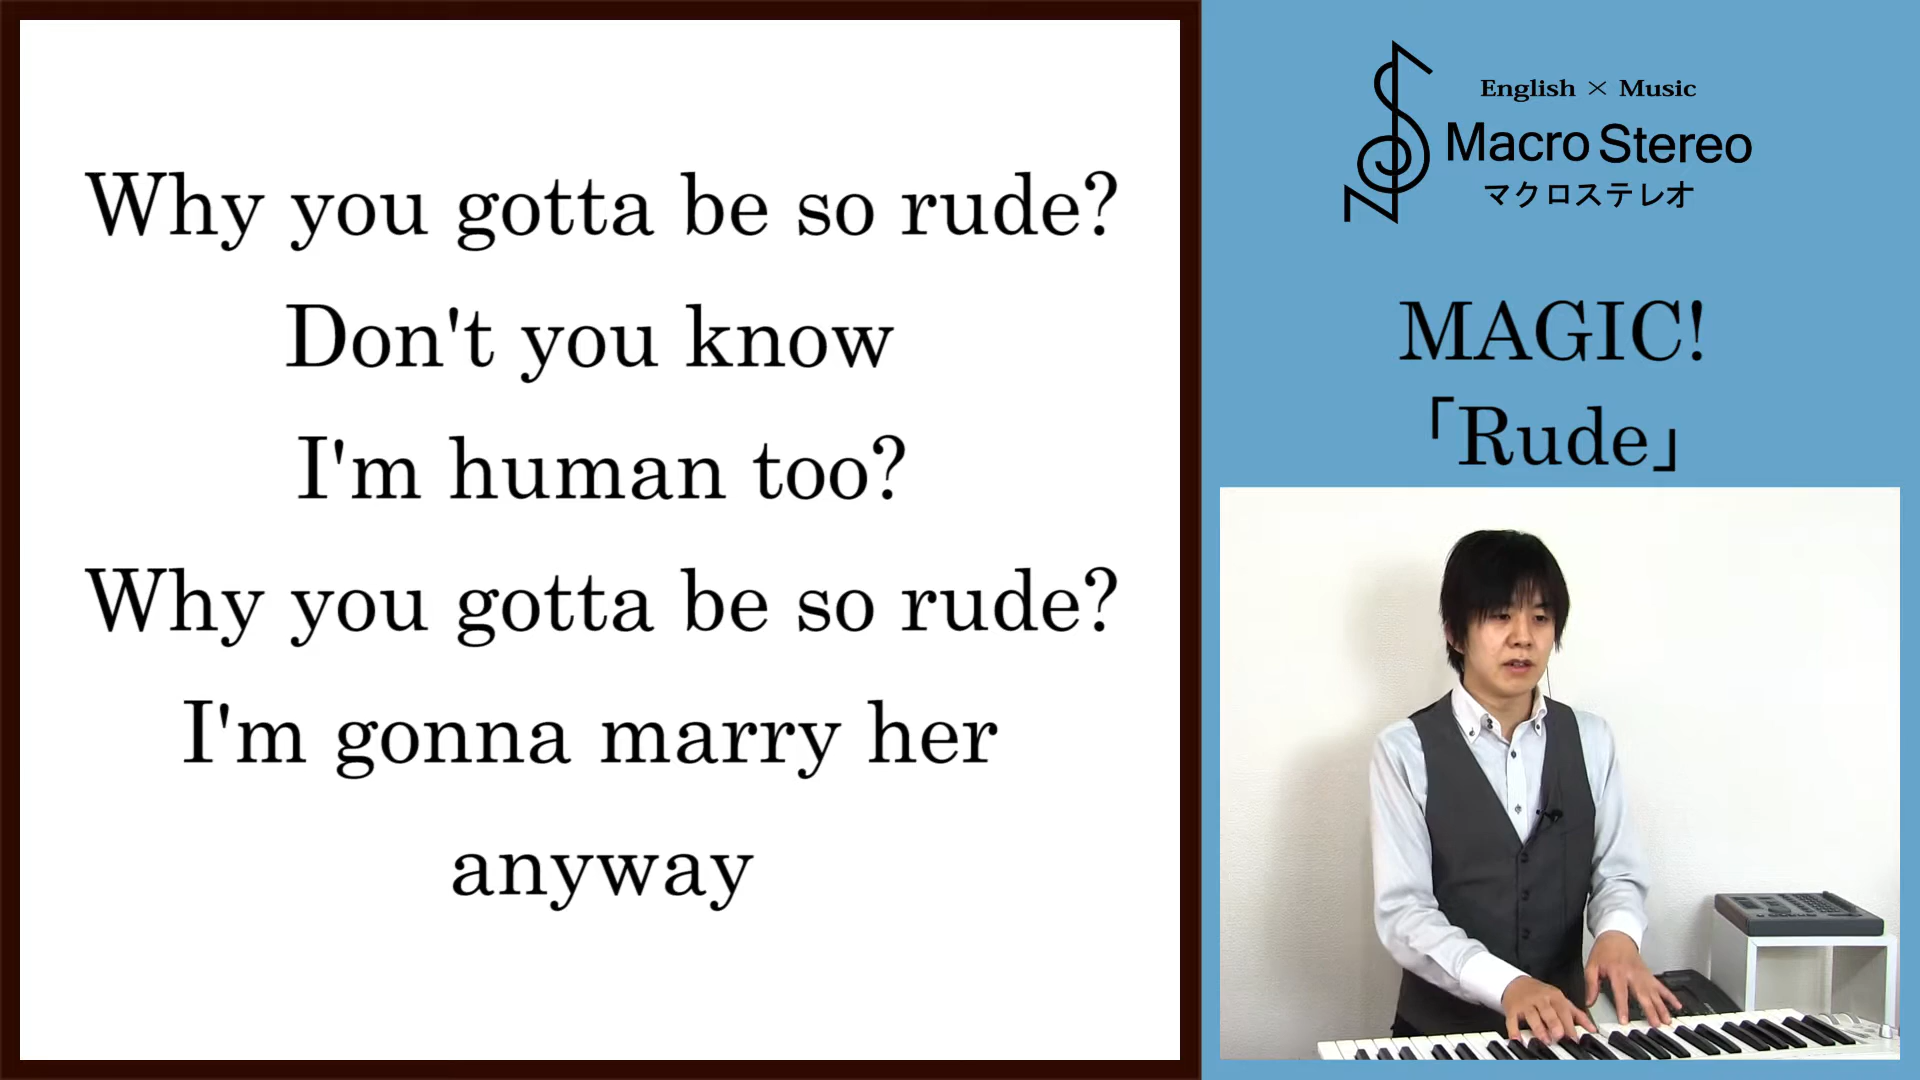 Why you gotta be so rude?
Don't you know
I'm human too?
Why you gotta be so rude?
I'm gonna marry her
anyway
English × Music
Macro Stereo
マクロステレオ
MAGIC!
「Rude」